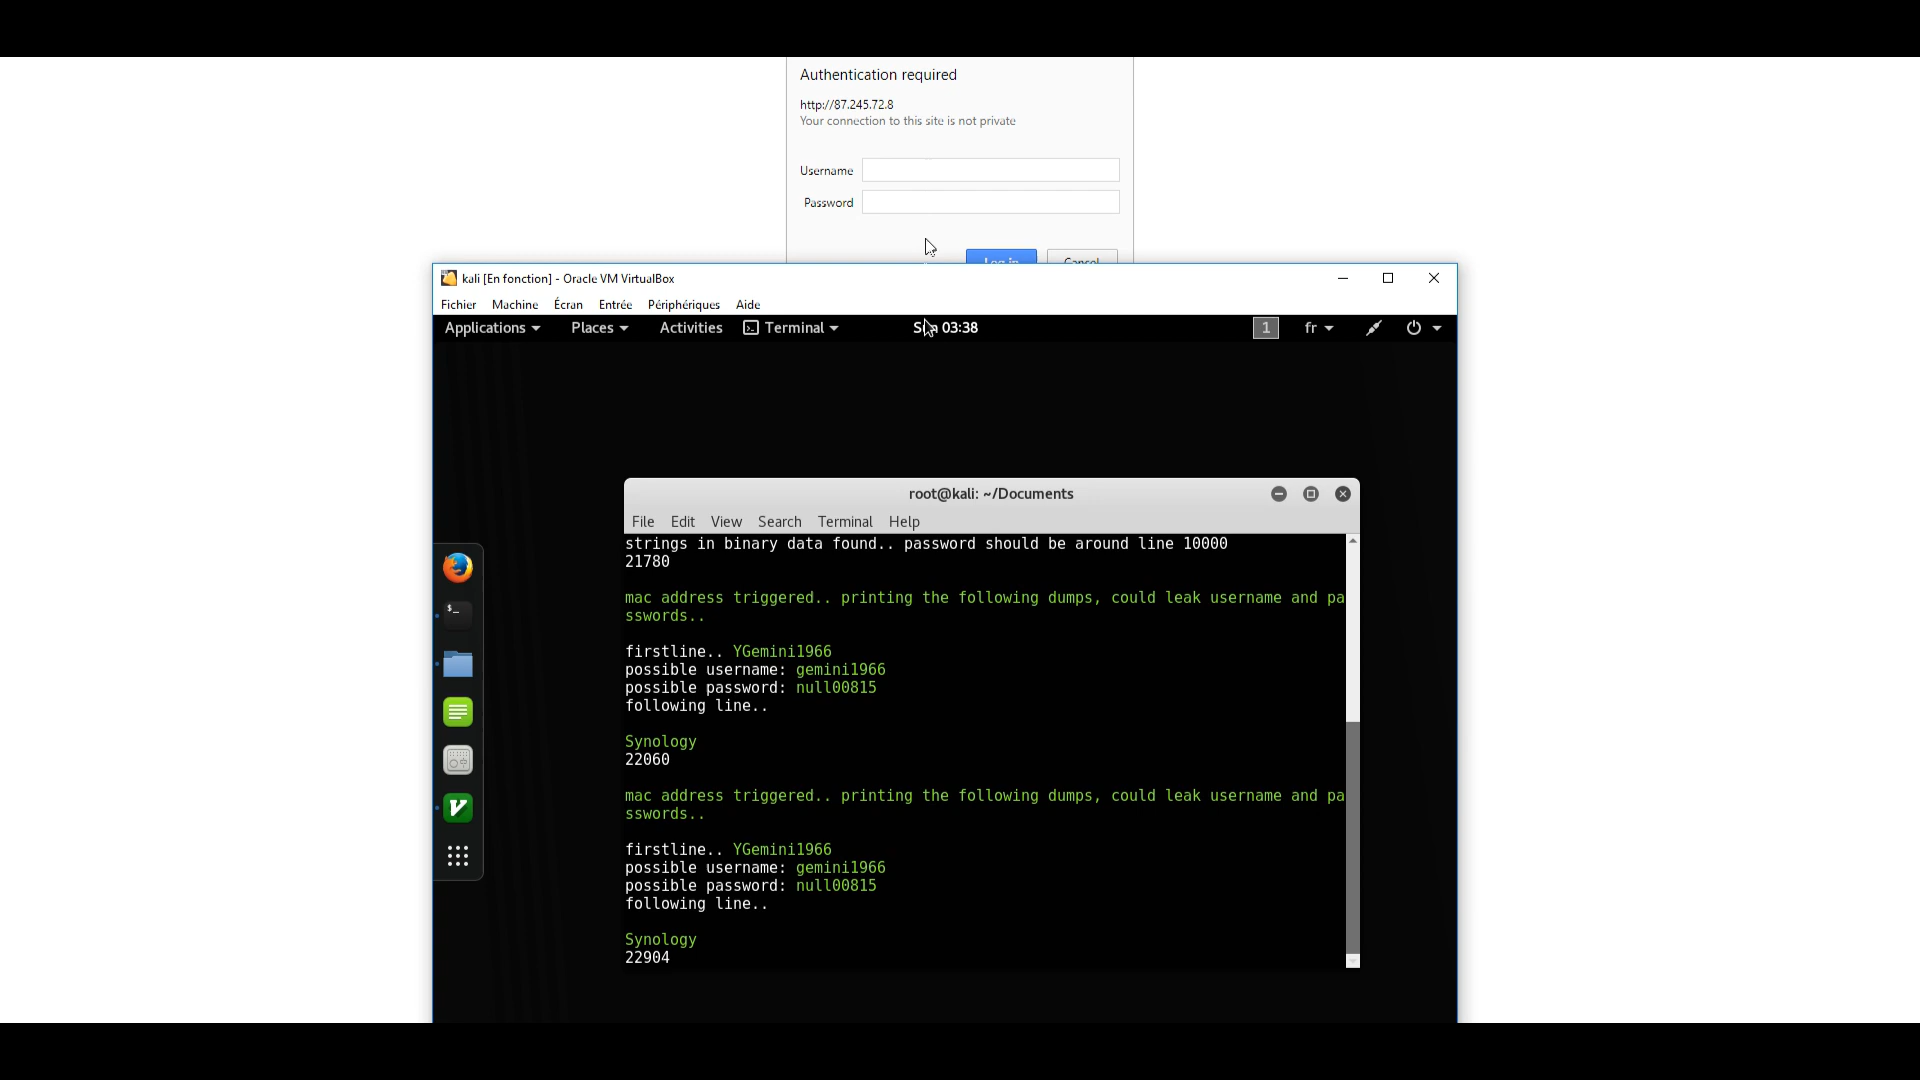 Authentication required
http://87.245.72.8
Your connection to this site is not private
Username
Password
Log in
Cancel
kali [En fonction] - Oracle VM VirtualBox
Fichier Machine Écran Entrée Périphériques Aide
Applications Places Activities Terminal 03:38 1 fr
root@kali: ~/Documents
File Edit View Search Terminal Help
strings in binary data found.. password should be around line 10000
21780
mac address triggered.. printing the following dumps, could leak username and pa
sswords..
firstline.. YGemini1966
possible username: gemini1966
possible password: null00815
following line..
Synology
22060
mac address triggered.. printing the following dumps, could leak username and pa
sswords..
firstline.. YGemini1966
possible username: gemini1966
possible password: null00815
following line..
Synology
22904